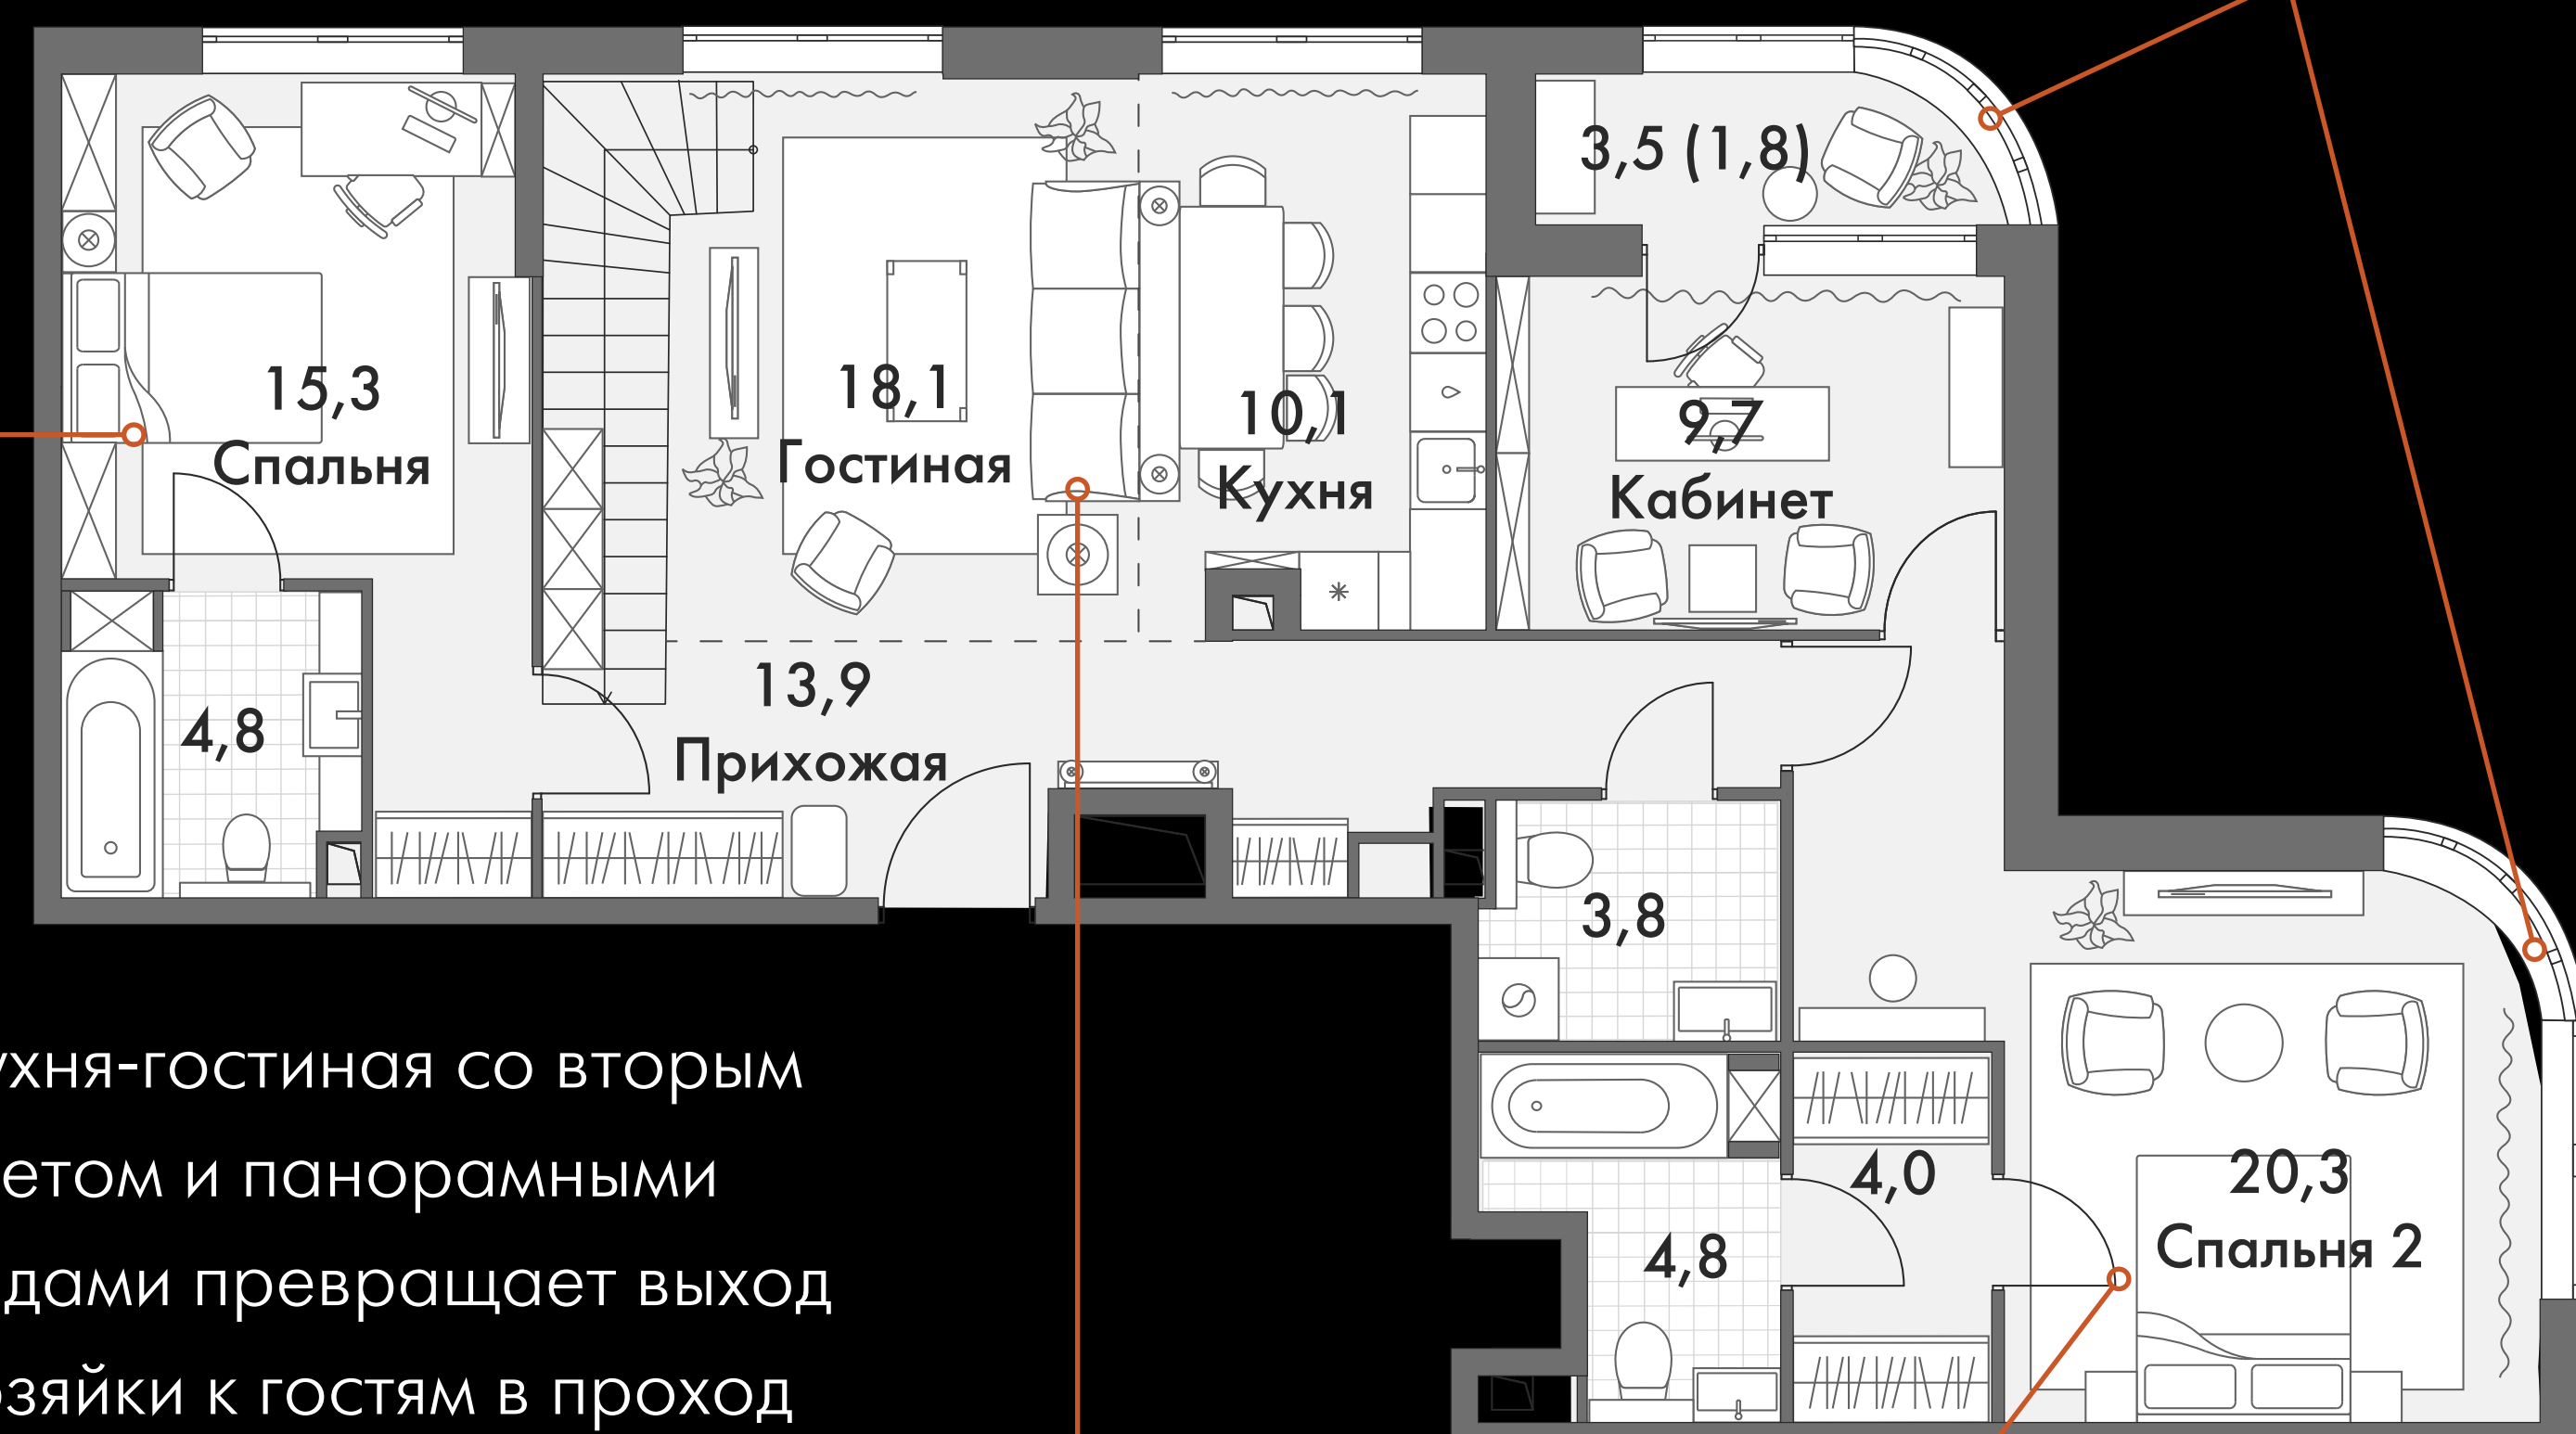 3,5 (1,8)
15,3
Спальня
18,1
Гостиная
10,1
Кухня
9,7
Кабинет
13,9
Прихожая
4,8
3,8
4,0
4,8
20,3
Спальня 2
ухня-гостиная со вторым
етом и панорамными
дами превращает выход
озяйки к гостям в проход